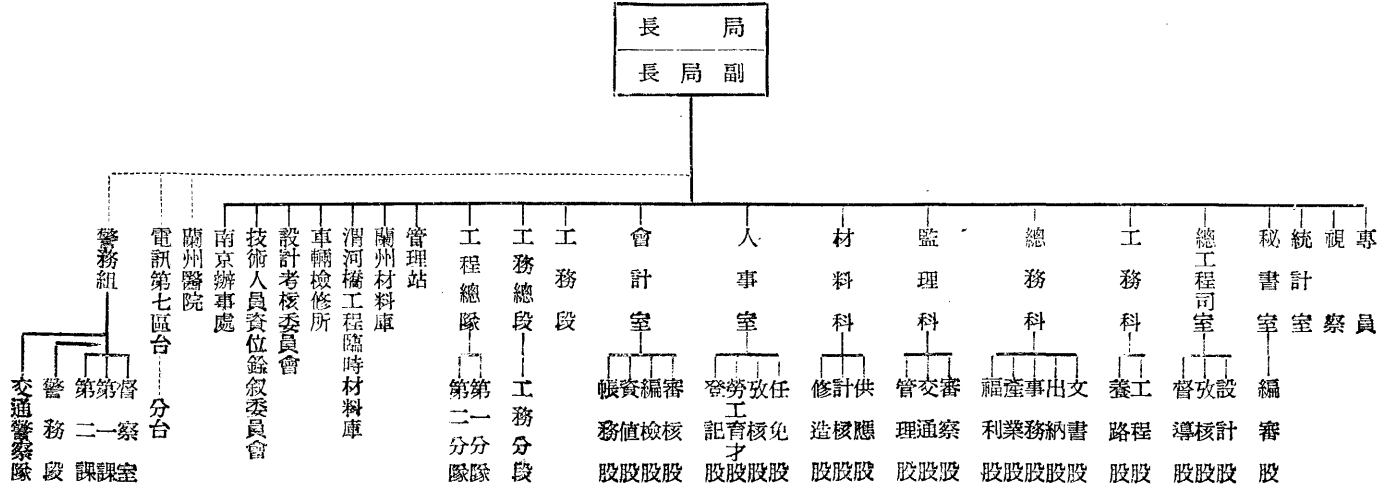 局長
副局長
專員
視察
統計室
秘書室
編審股
總工程司室
設計股
攷核股
督導股
工務科
工程股
養路股
總務科
文書股
出納股
事務股
產業股
福利股
監理科
審察股
交通股
管理股
材料科
供應股
計核股
修造股
人事室
任免股
攷核股
勞工育才股
登記股
會計室
審核股
編檢股
資值股
帳務股
工務段
工務總段
工務分段
工程總隊
第一分隊
第二分隊
管理站
蘭州材料庫
渭河橋工程臨時材料庫
車輛檢修所
設計考核委員會
技術人員資位銓叙委員會
南京辦事處
蘭州醫院
電訊第七區台
分台
警務組
督察室
第一課
第二課
警務段
交通警察隊